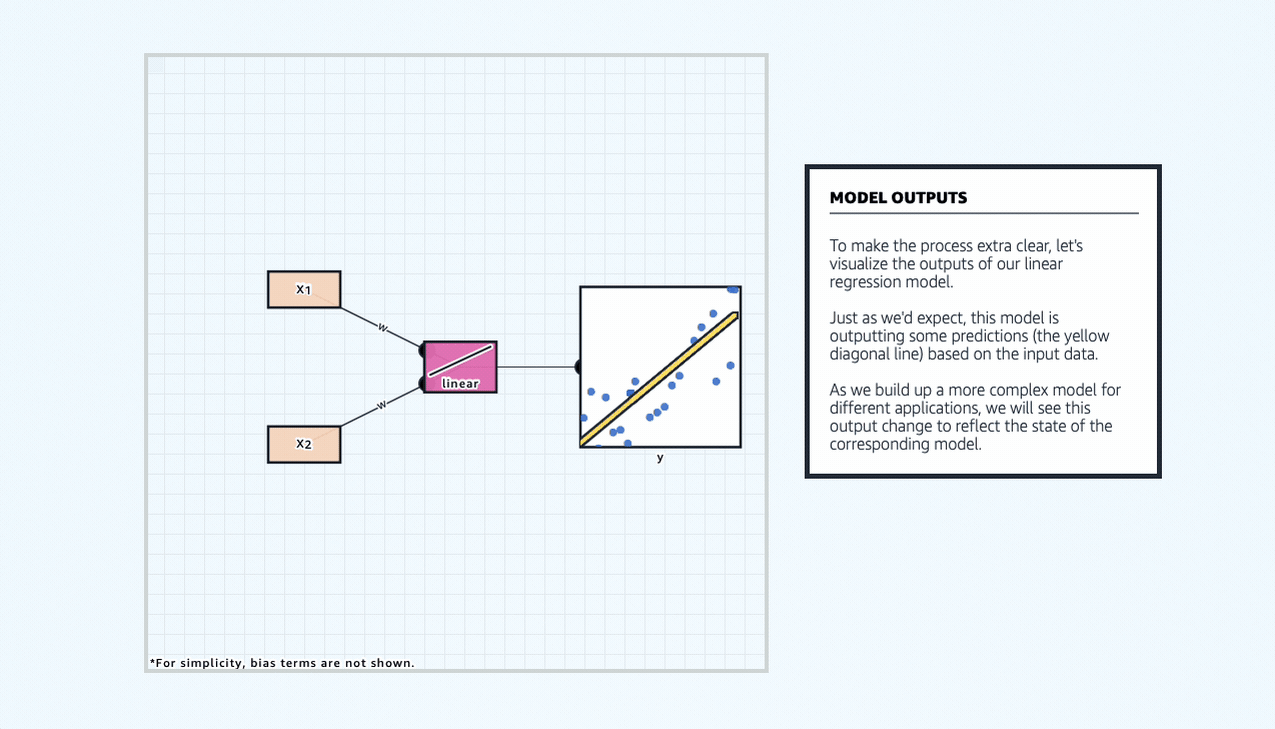 X1
w
linear
w
X2
y
*For simplicity, bias terms are not shown.
MODEL OUTPUTS
To make the process extra clear, let's
visualize the outputs of our linear
regression model.
Just as we'd expect, this model is
outputting some predictions (the yellow
diagonal line) based on the input data.
As we build up a more complex model for
different applications, we will see this
output change to reflect the state of the
corresponding model.